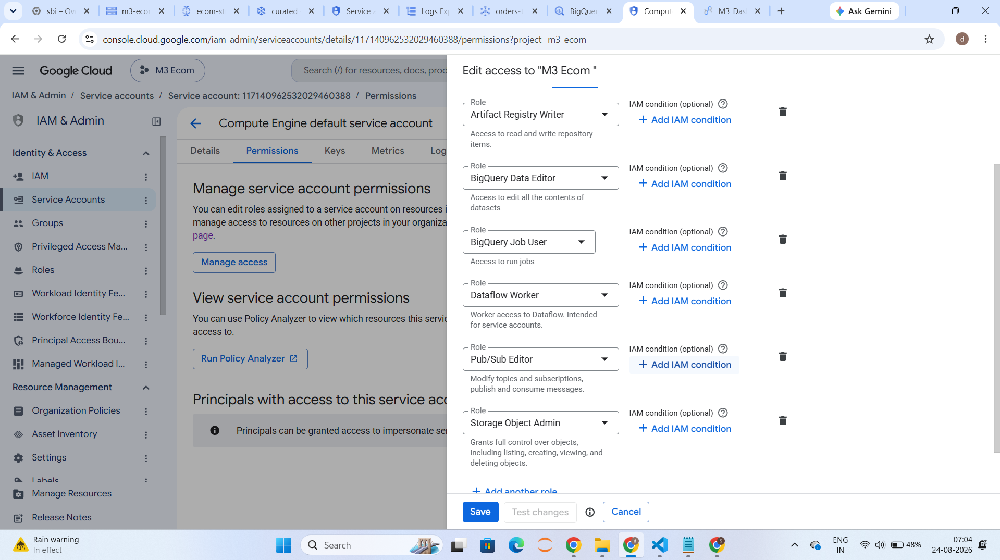 sbi – Ov
m3-ecor
ecom-st
curated
Service a
Logs Exp
orders-t
BigQuer
Comput
M3_Das
Ask Gemini
console.cloud.google.com/iam-admin/serviceaccounts/details/117140962532029460388/permissions?project=m3-ecom
d
Google Cloud
M3 Ecom
Search (/) for resources, docs, prod
IAM & Admin / Service accounts / Service account: 117140962532029460388 / Permissions
IAM & Admin
Identity & Access
IAM
Service Accounts
Groups
Privileged Access Ma...
Roles
Workload Identity Fe...
Workforce Identity Fe...
Principal Access Bou...
Managed Workload I...
Resource Management
Organization Policies
Asset Inventory
Settings
Labels
Manage Resources
Release Notes
Compute Engine default service account
Details
Permissions
Keys
Metrics
Log
Manage service account permissions
You can edit roles assigned to a service account on resources i
manage access to resources on other projects in your organiza
page.
Manage access
View service account permissions
You can use Policy Analyzer to view which resources this servic
access to.
Run Policy Analyzer
Principals with access to this service acc
Principals can be granted access to impersonate ser
Edit access to "M3 Ecom "
Role
Artifact Registry Writer
Access to read and write repository
items.
IAM condition (optional)
+ Add IAM condition
Role
BigQuery Data Editor
Access to edit all the contents of
datasets
IAM condition (optional)
+ Add IAM condition
Role
BigQuery Job User
Access to run jobs
IAM condition (optional)
+ Add IAM condition
Role
Dataflow Worker
Worker access to Dataflow. Intended
for service accounts.
IAM condition (optional)
+ Add IAM condition
Role
Pub/Sub Editor
Modify topics and subscriptions,
publish and consume messages.
IAM condition (optional)
+ Add IAM condition
Role
Storage Object Admin
Grants full control over objects,
including listing, creating, viewing, and
deleting objects.
IAM condition (optional)
+ Add IAM condition
+ Add another role
Save
Test changes
Cancel
Rain warning
In effect
Search
d
S
ENG
IN
48%
07:04
24-08-2026